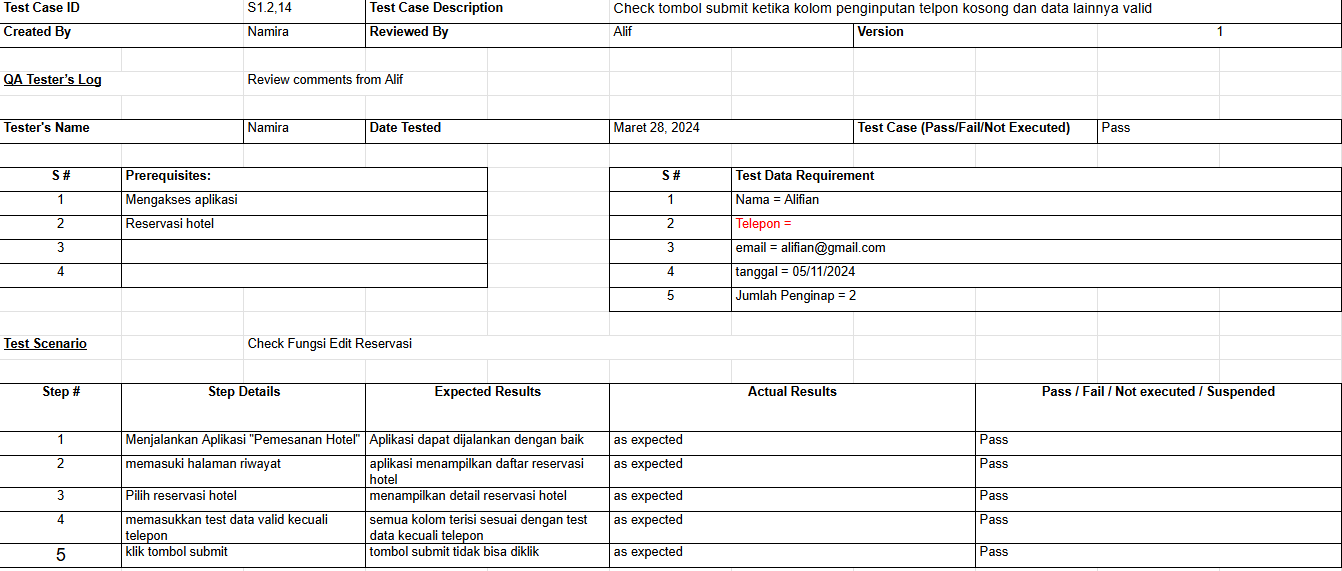 Test Case ID S1.2,14 Test Case Description Check tombol submit ketika kolom penginputan telpon kosong dan data lainnya valid
Created By Namira Reviewed By Alif Version 1
QA Tester's Log Review comments from Alif
Tester's Name Namira Date Tested Maret 28, 2024 Test Case (Pass/Fail/Not Executed) Pass
S # Prerequisites: S # Test Data Requirement
1 Mengakses aplikasi 1 Nama = Alifian
2 Reservasi hotel 2 Telepon =
3 3 email = alifian@gmail.com
4 4 tanggal = 05/11/2024
5 Jumlah Penginap = 2
Test Scenario Check Fungsi Edit Reservasi
Step # Step Details Expected Results Actual Results Pass / Fail / Not executed / Suspended
1 Menjalankan Aplikasi "Pemesanan Hotel" Aplikasi dapat dijalankan dengan baik as expected Pass
2 memasuki halaman riwayat aplikasi menampilkan daftar reservasi as expected Pass
hotel
3 Pilih reservasi hotel menampilkan detail reservasi hotel as expected Pass
4 memasukkan test data valid kecuali semua kolom terisi sesuai dengan test as expected Pass
telepon data kecuali telepon
5 klik tombol submit tombol submit tidak bisa diklik as expected Pass